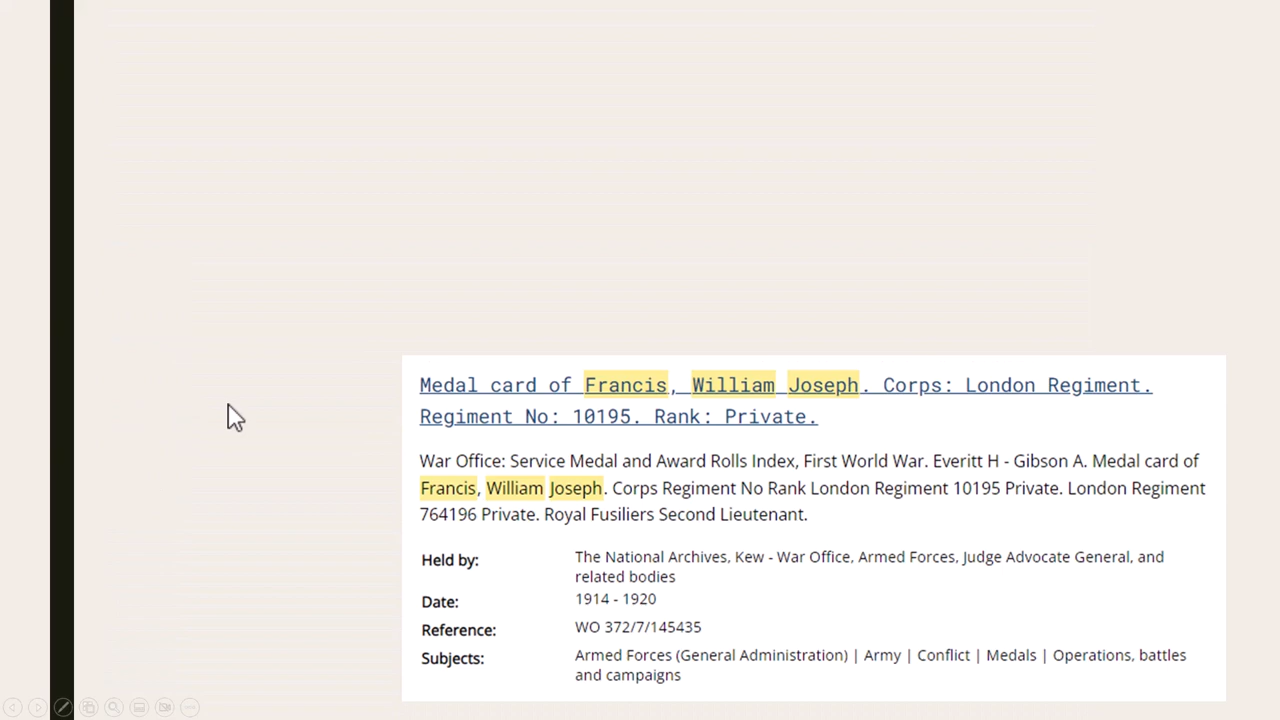 Medal card of Francis, William Joseph. Corps: London Regiment.
Regiment No: 10195. Rank: Private.
War Office: Service Medal and Award Rolls Index, First World War. Everitt H - Gibson A. Medal card of
Francis, William Joseph. Corps Regiment No Rank London Regiment 10195 Private. London Regiment
764196 Private. Royal Fusiliers Second Lieutenant.
Held by: The National Archives, Kew - War Office, Armed Forces, Judge Advocate General, and
related bodies
Date: 1914 - 1920
Reference: WO 372/7/145435
Subjects: Armed Forces (General Administration) | Army | Conflict | Medals | Operations, battles
and campaigns